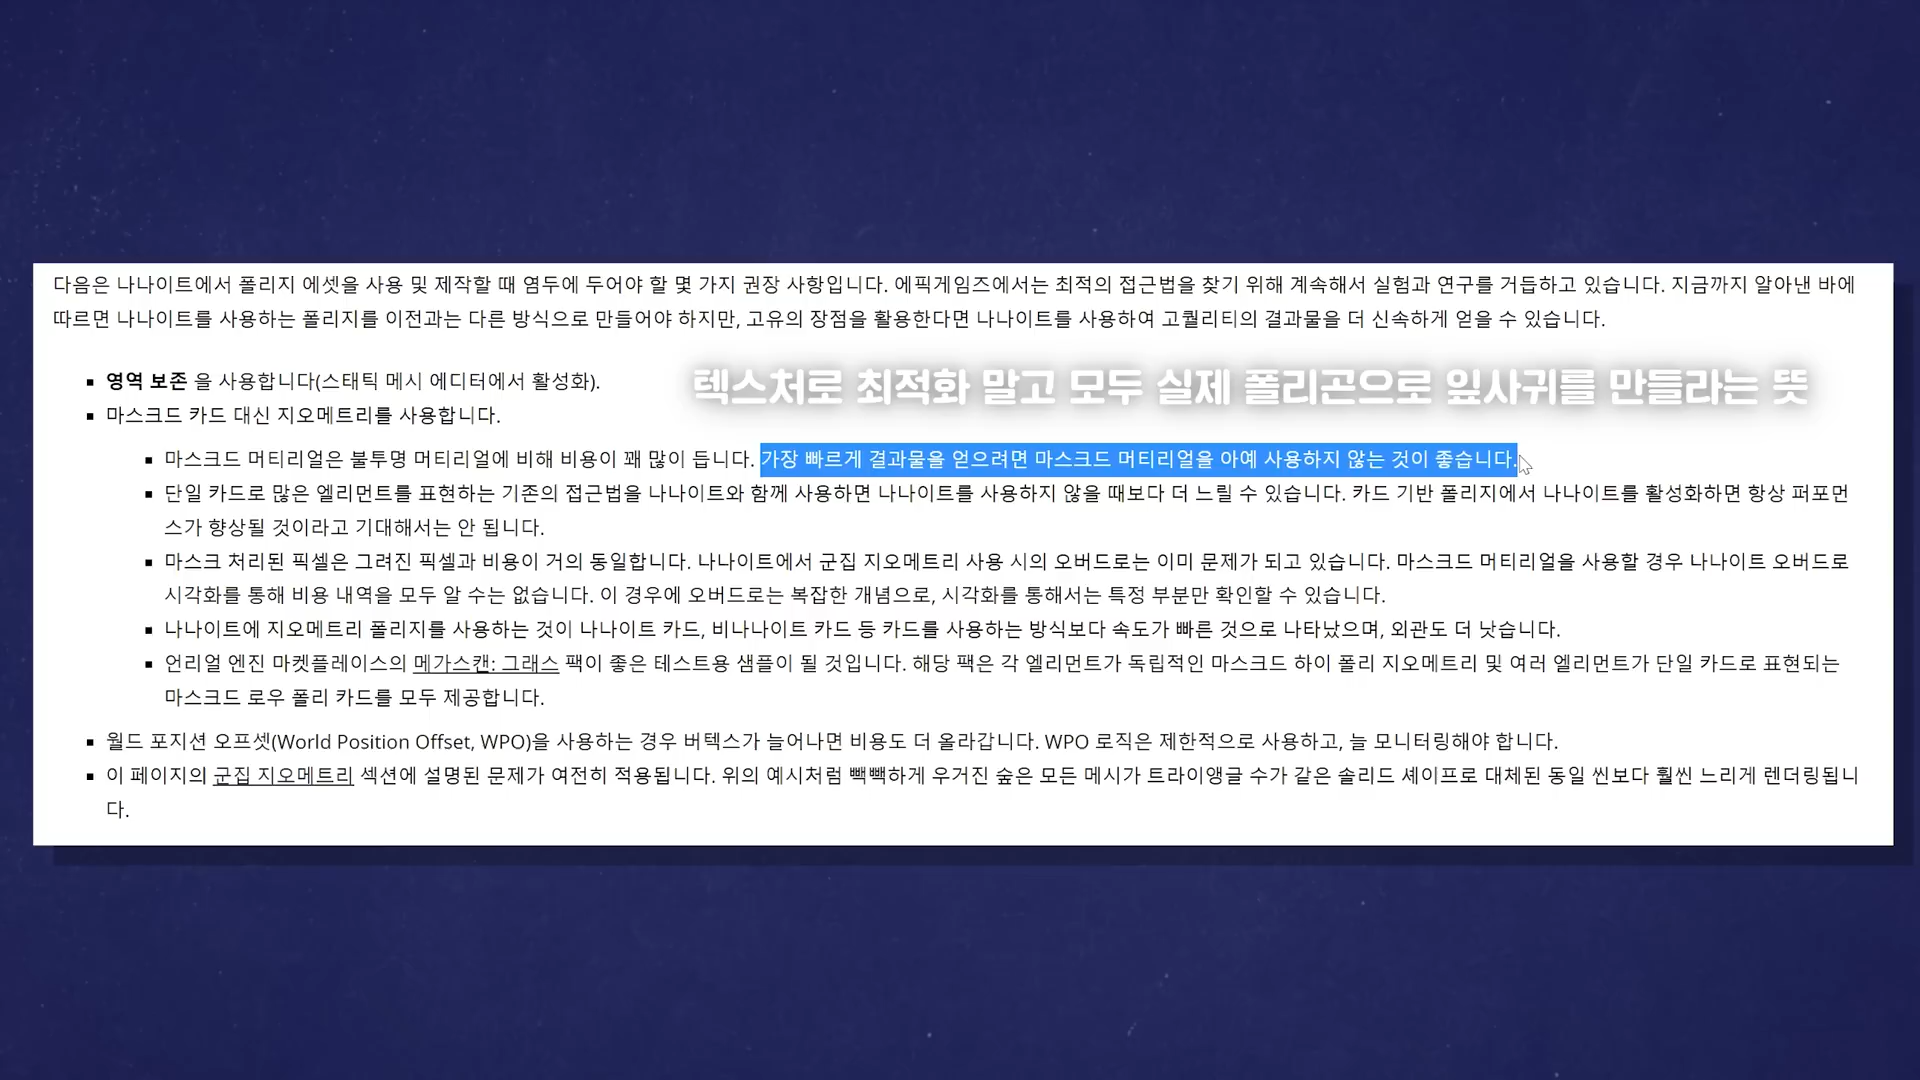 다음은 나나이트에서 폴리지 에셋을 사용 및 제작할 때 염두에 두어야 할 몇 가지 권장 사항입니다. 에픽게임즈에서는 최적의 접근법을 찾기 위해 계속해서 실험과 연구를 거듭하고 있습니다. 지금까지 알아낸 바에
따르면 나나이트를 사용하는 폴리지를 이전과는 다른 방식으로 만들어야 하지만, 고유의 장점을 활용한다면 나나이트를 사용하여 고퀄리티의 결과물을 더 신속하게 얻을 수 있습니다.
▪ 영역 보존 을 사용합니다(스태틱 메시 에디터에서 활성화).
텍스처로 최적화 말고 모두 실제 폴리곤으로 잎사귀를 만들라는 뜻
▪ 마스크드 카드 대신 지오메트리를 사용합니다.
▪ 마스크드 머티리얼은 불투명 머티리얼에 비해 비용이 꽤 많이 듭니다. 가장 빠르게 결과물을 얻으려면 마스크드 머티리얼을 아예 사용하지 않는 것이 좋습니다.
▪ 단일 카드로 많은 엘리먼트를 표현하는 기존의 접근법을 나나이트와 함께 사용하면 나나이트를 사용하지 않을 때보다 더 느릴 수 있습니다. 카드 기반 폴리지에서 나나이트를 활성화하면 항상 퍼포먼
스가 향상될 것이라고 기대해서는 안 됩니다.
▪ 마스크 처리된 픽셀은 그려진 픽셀과 비용이 거의 동일합니다. 나나이트에서 군집 지오메트리 사용 시의 오버드로는 이미 문제가 되고 있습니다. 마스크드 머티리얼을 사용할 경우 나나이트 오버드로
시각화를 통해 비용 내역을 모두 알 수는 없습니다. 이 경우에 오버드로는 복잡한 개념으로, 시각화를 통해서는 특정 부분만 확인할 수 있습니다.
▪ 나나이트에 지오메트리 폴리지를 사용하는 것이 나나이트 카드, 비나나이트 카드 등 카드를 사용하는 방식보다 속도가 빠른 것으로 나타났으며, 외관도 더 낫습니다.
▪ 언리얼 엔진 마켓플레이스의 메가스캔: 그래스 팩이 좋은 테스트용 샘플이 될 것입니다. 해당 팩은 각 엘리먼트가 독립적인 마스크드 하이 폴리 지오메트리 및 여러 엘리먼트가 단일 카드로 표현되는
마스크드 로우 폴리 카드를 모두 제공합니다.
▪ 월드 포지션 오프셋(World Position Offset, WPO)을 사용하는 경우 버텍스가 늘어나면 비용도 더 올라갑니다. WPO 로직은 제한적으로 사용하고, 늘 모니터링해야 합니다.
▪ 이 페이지의 군집 지오메트리 섹션에 설명된 문제가 여전히 적용됩니다. 위의 예시처럼 빽빽하게 우거진 숲은 모든 메시가 트라이앵글 수가 같은 솔리드 셰이프로 대체된 동일 씬보다 훨씬 느리게 렌더링됩니
다.